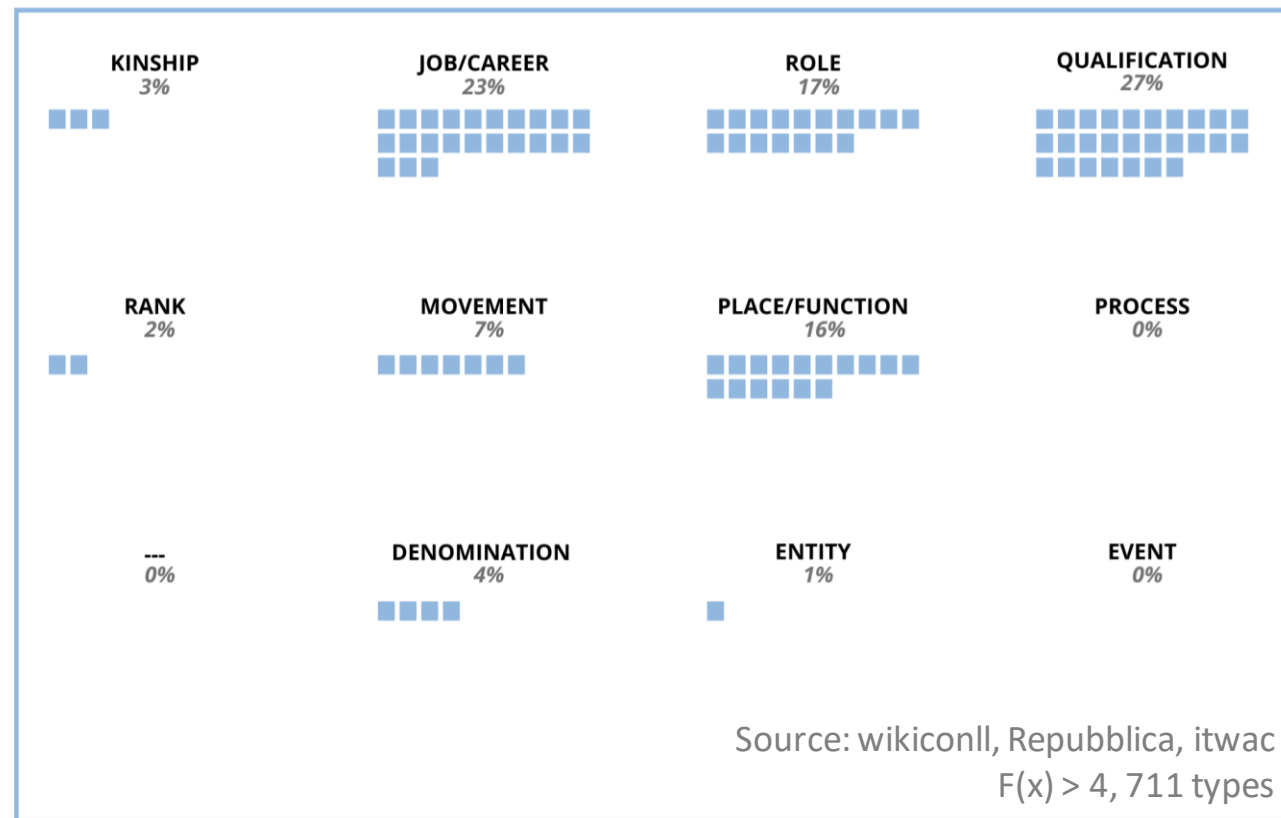 KINSHIP
3%
JOB/CAREER
23%
ROLE
17%
QUALIFICATION
27%
RANK
2%
MOVEMENT
7%
PLACE/FUNCTION
16%
PROCESS
0%
---
0%
DENOMINATION
4%
ENTITY
1%
EVENT
0%
Source: wikiconll, Repubblica, itwac
F(x) > 4, 711 types